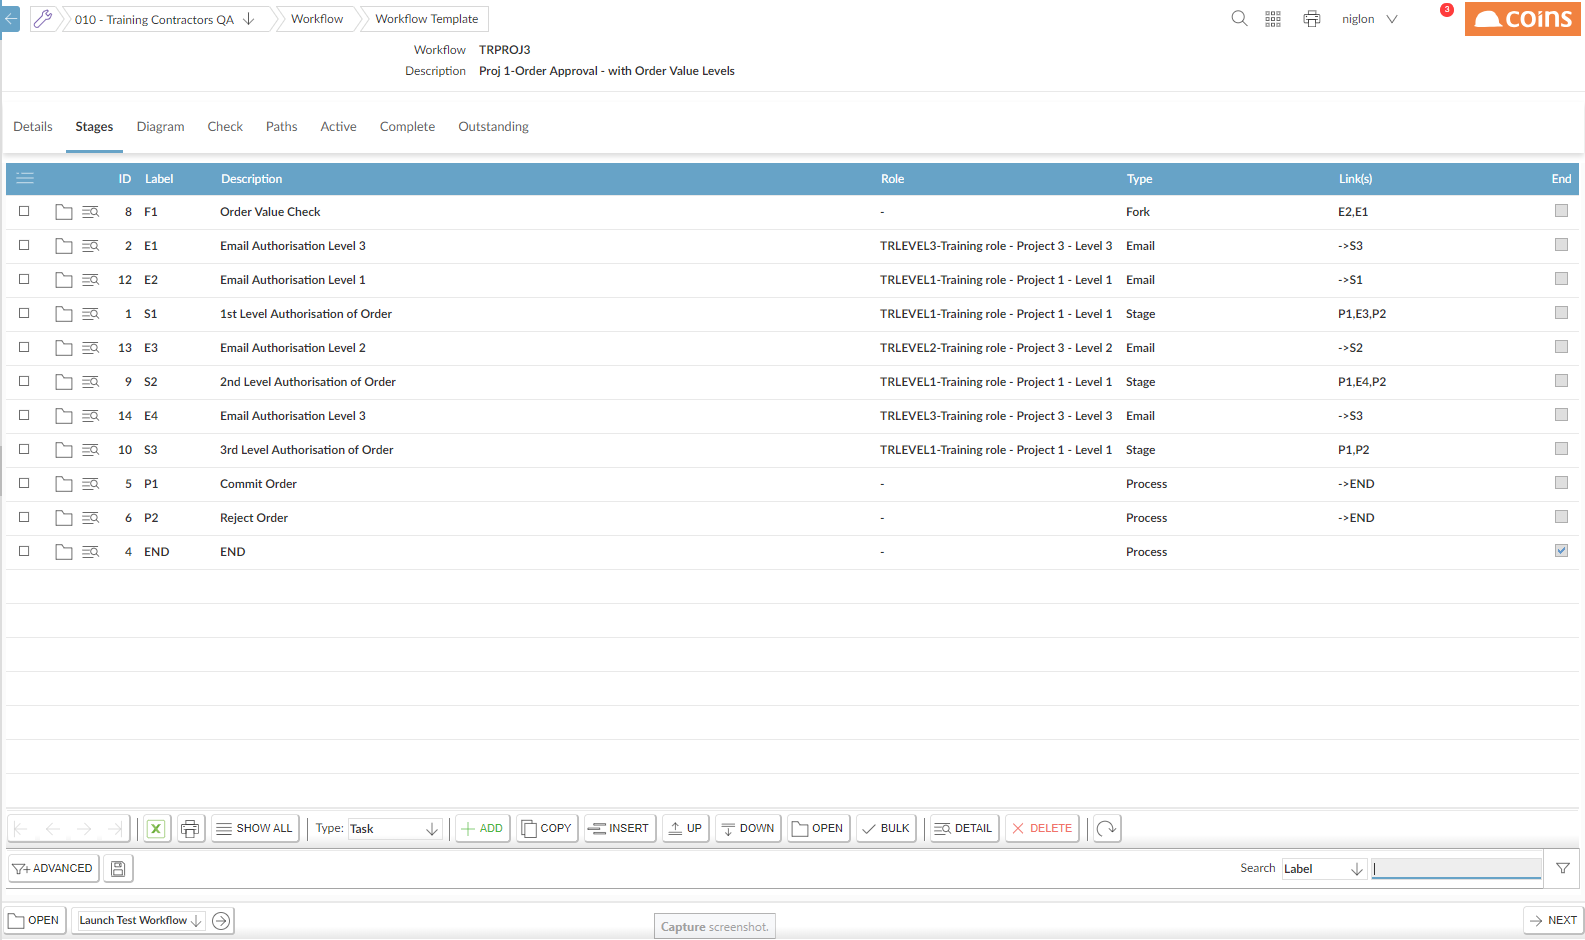 010 - Training Contractors QA Workflow Workflow Template niglon 3 coins
Workflow TRPROJ3
Description Proj 1-Order Approval - with Order Value Levels
Details Stages Diagram Check Paths Active Complete Outstanding
ID Label Description Role Type Link(s) End
8 F1 Order Value Check - Fork E2,E1
2 E1 Email Authorisation Level 3 TRLEVEL3-Training role - Project 3 - Level 3 Email ->S3
12 E2 Email Authorisation Level 1 TRLEVEL1-Training role - Project 1 - Level 1 Email ->S1
1 S1 1st Level Authorisation of Order TRLEVEL1-Training role - Project 1 - Level 1 Stage P1,E3,P2
13 E3 Email Authorisation Level 2 TRLEVEL2-Training role - Project 3 - Level 2 Email ->S2
9 S2 2nd Level Authorisation of Order TRLEVEL1-Training role - Project 1 - Level 1 Stage P1,E4,P2
14 E4 Email Authorisation Level 3 TRLEVEL3-Training role - Project 3 - Level 3 Email ->S3
10 S3 3rd Level Authorisation of Order TRLEVEL1-Training role - Project 1 - Level 1 Stage P1,P2
5 P1 Commit Order - Process ->END
6 P2 Reject Order - Process ->END
4 END END - Process
SHOW ALL Type: Task ADD COPY INSERT UP DOWN OPEN BULK DETAIL DELETE
ADVANCED Search Label
OPEN Launch Test Workflow Capture screenshot. NEXT